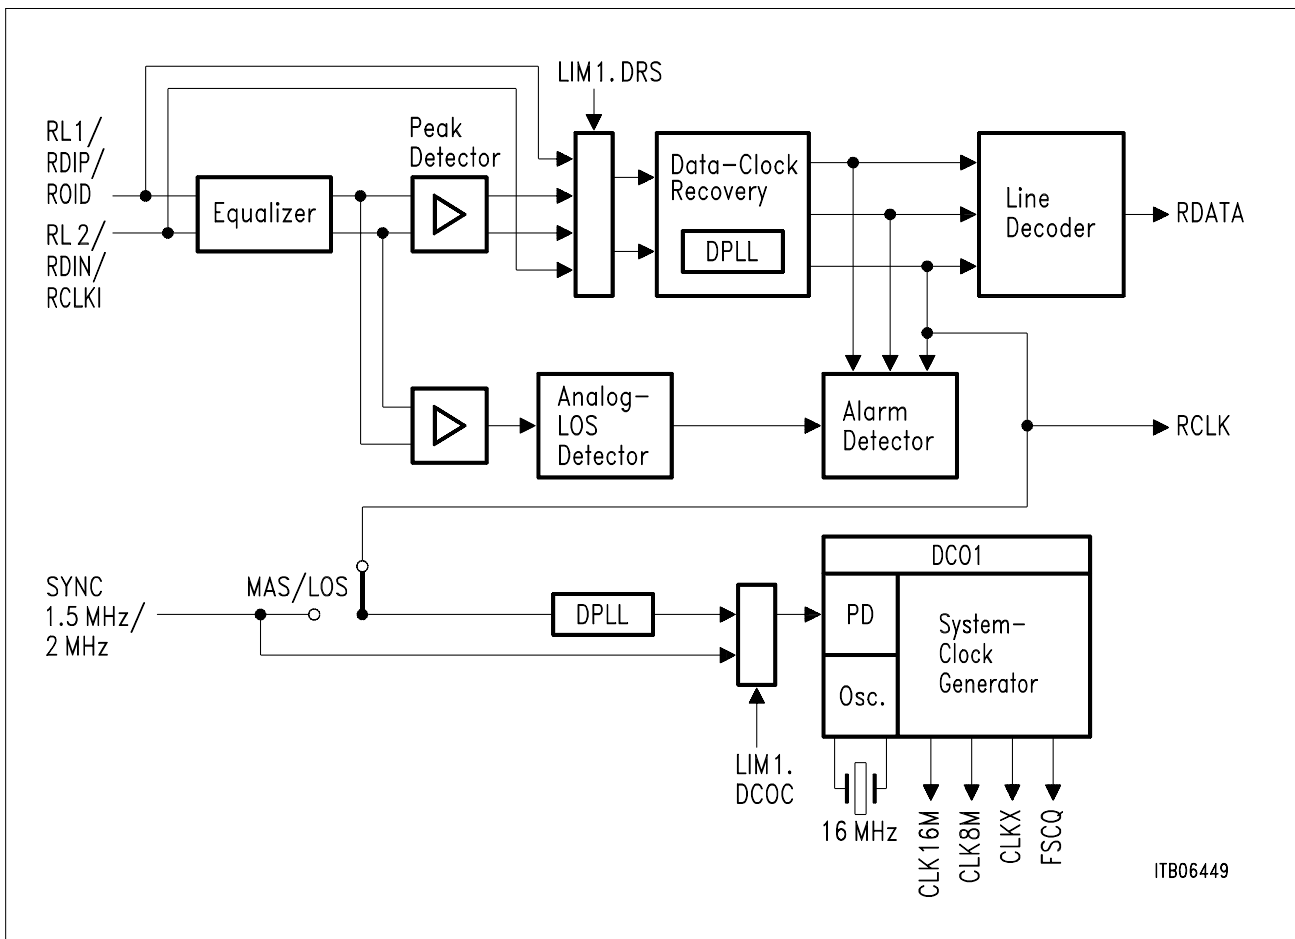 LIM1.DRS
RL1/
RDIP/
ROID
Peak
Detector
Equalizer
RL2/
RDIN/
RCLKI
Data-Clock
Recovery
DPLL
Line
Decoder
RDATA
Analog-
LOS
Detector
Alarm
Detector
RCLK
SYNC
1.5 MHz/
2 MHz
MAS/LOS
DPLL
LIM1.
DCOC
DCO1
PD
Osc.
System-
Clock
Generator
16 MHz
CLK16M
CLK8M
CLKX
FSCQ
ITB06449